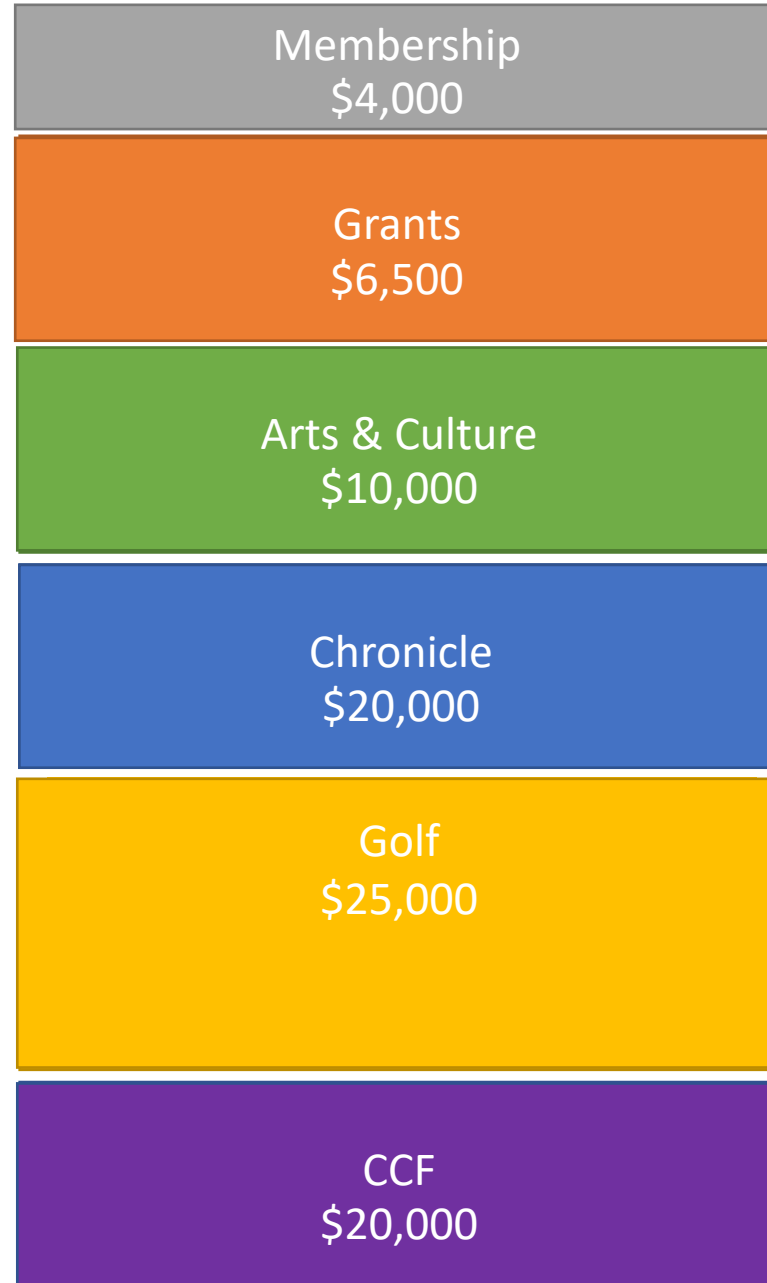 Membership
$4,000
Grants
$6,500
Arts & Culture
$10,000
Chronicle
$20,000
Golf
$25,000
CCF
$20,000